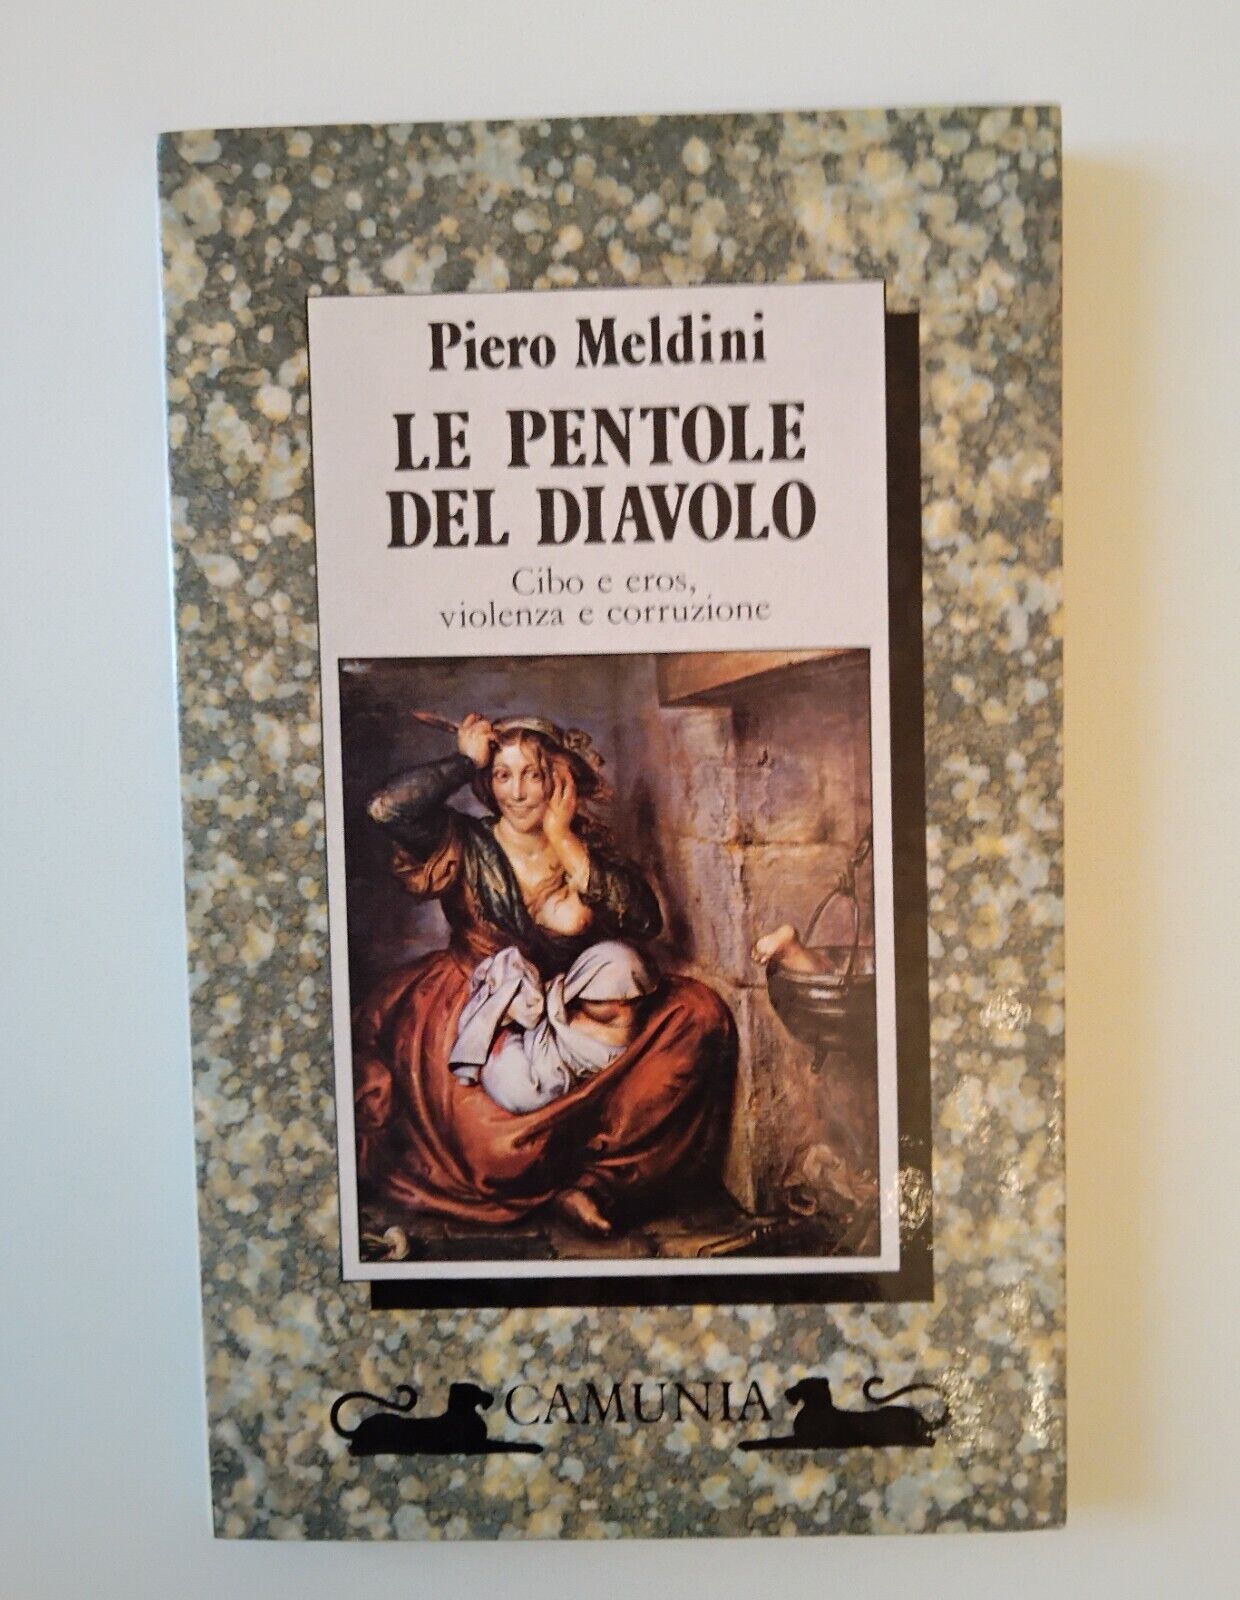 Piero Meldini
LE PENTOLE
DEL DIAVOLO
Cibo e eros,
violenza e corruzione
CAMUNIA